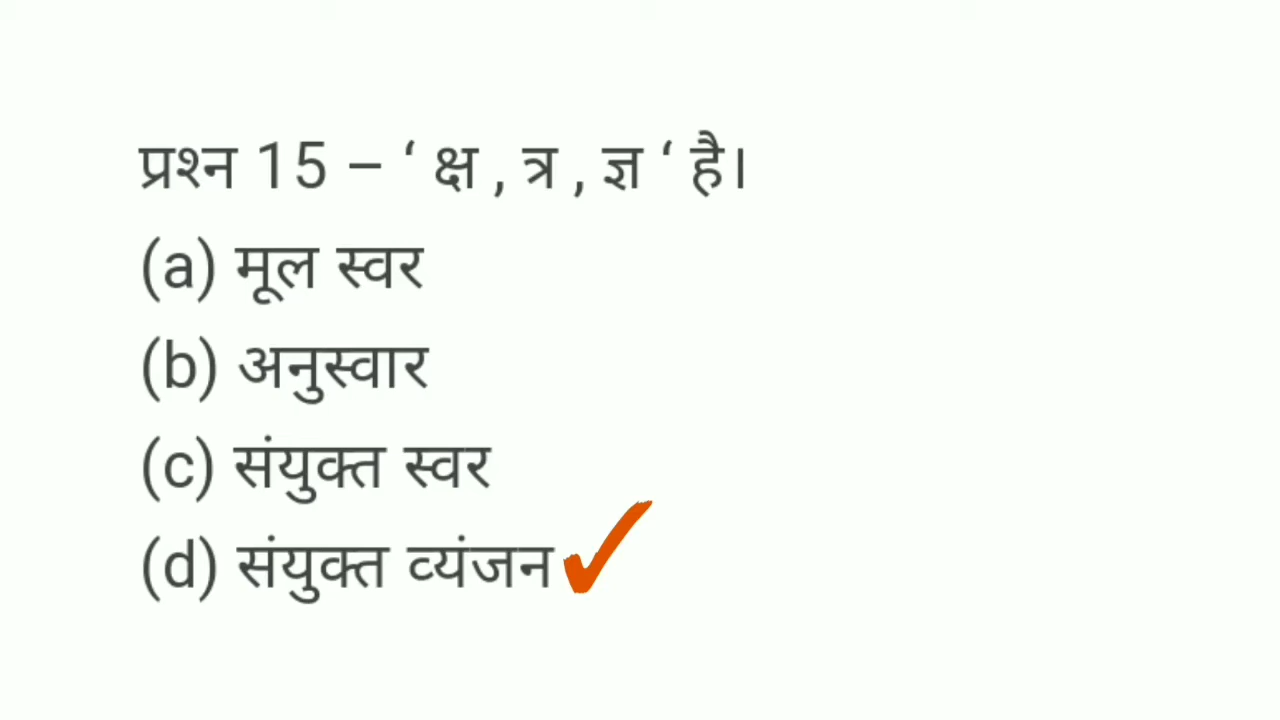 प्रश्न 15 – ‘ क्ष , त्र , ज्ञ ‘ है।
(a) मूल स्वर
(b) अनुस्वार
(c) संयुक्त स्वर
(d) संयुक्त व्यंजन